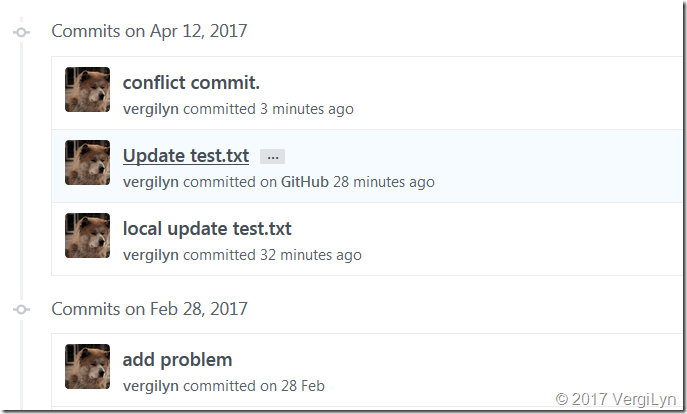 Commits on Apr 12, 2017
conflict commit.
vergilyn committed 3 minutes ago
Update test.txt ...
vergilyn committed on GitHub 28 minutes ago
local update test.txt
vergilyn committed 32 minutes ago
Commits on Feb 28, 2017
add problem
vergilyn committed on 28 Feb
© 2017 VergiLyn